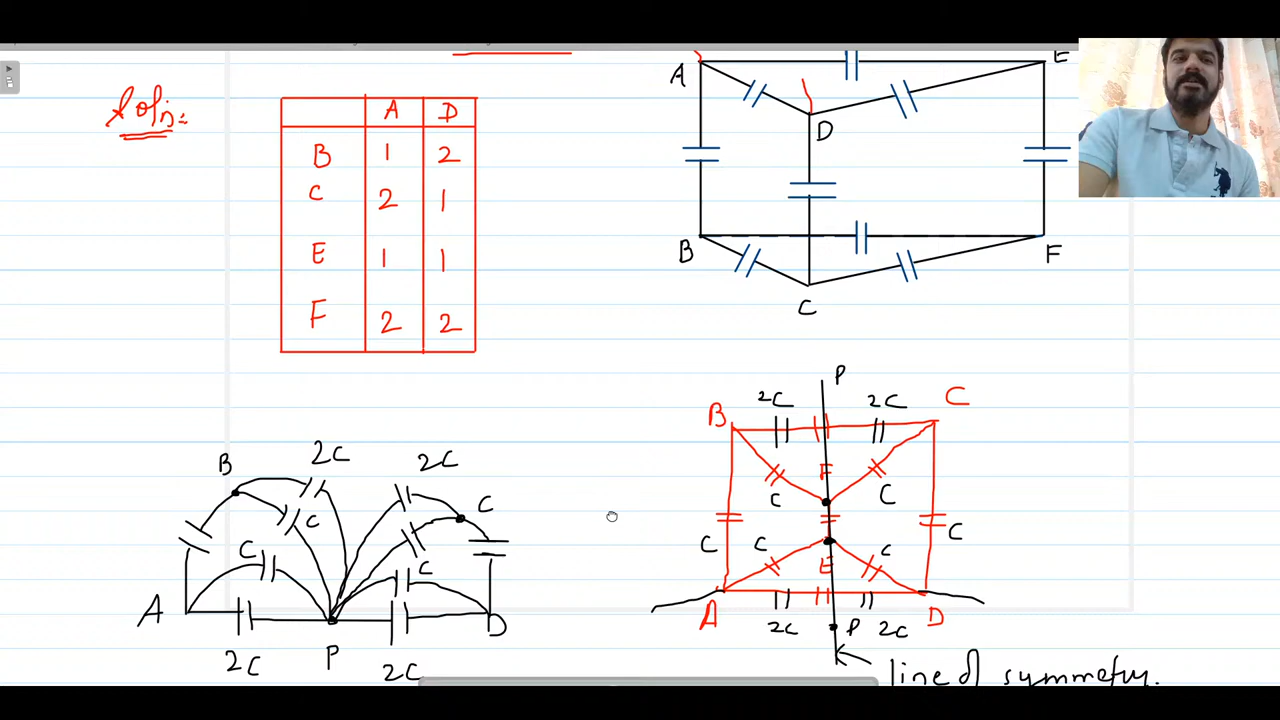 Soln:
A D
B 1 2
C 2 1
E 1 1
F 2 2
A E
D
B F
C
P
2C 2C
B C
F
C C
C C C C
E
A D
2C P 2C
line of symmetry.
2C 2C
B C
C
C C
A D
2C P 2C